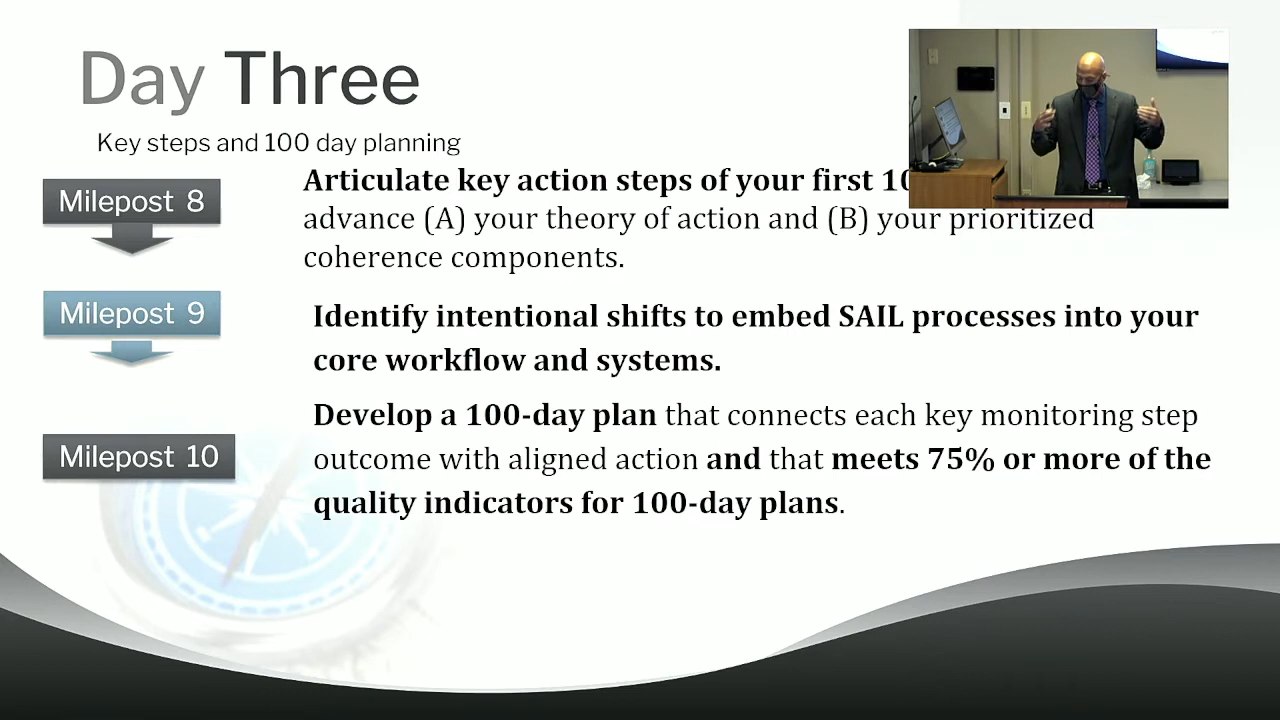 Day Three
Key steps and 100 day planning
Milepost 8
Articulate key action steps of your first
advance (A) your theory of action and (B) your prioritized
coherence components.
Milepost 9
Identify intentional shifts to embed SAIL processes into your
core workflow and systems.
Milepost 10
Develop a 100-day plan that connects each key monitoring step
outcome with aligned action and that meets 75% or more of the
quality indicators for 100-day plans.